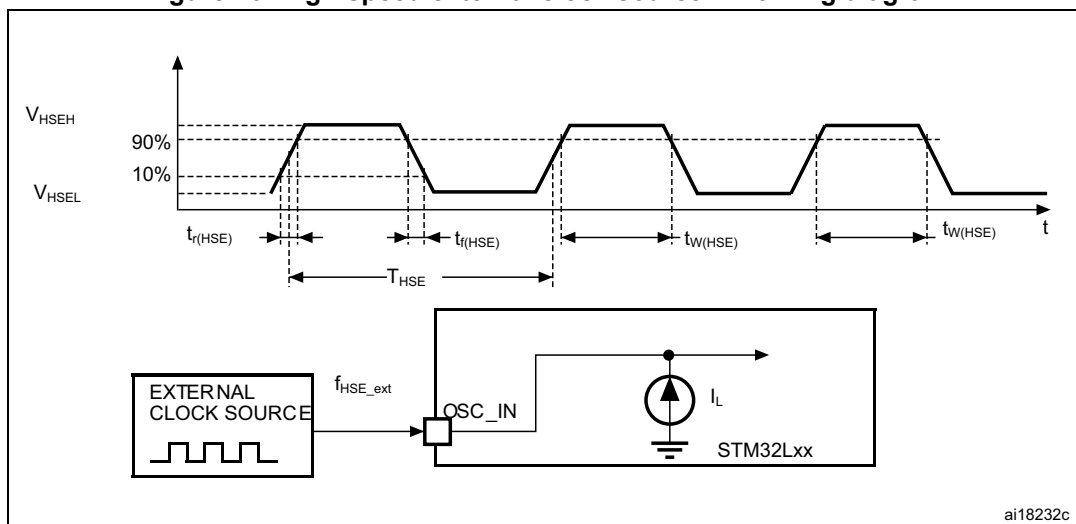 V_HSEH
90%
10%
V_HSEL
t_r(HSE)
t_f(HSE)
t_W(HSE)
t_W(HSE)
t
T_HSE
EXTERNAL
CLOCK SOURCE
f_HSE_ext
OSC_IN
I_L
STM32Lxx
ai18232c